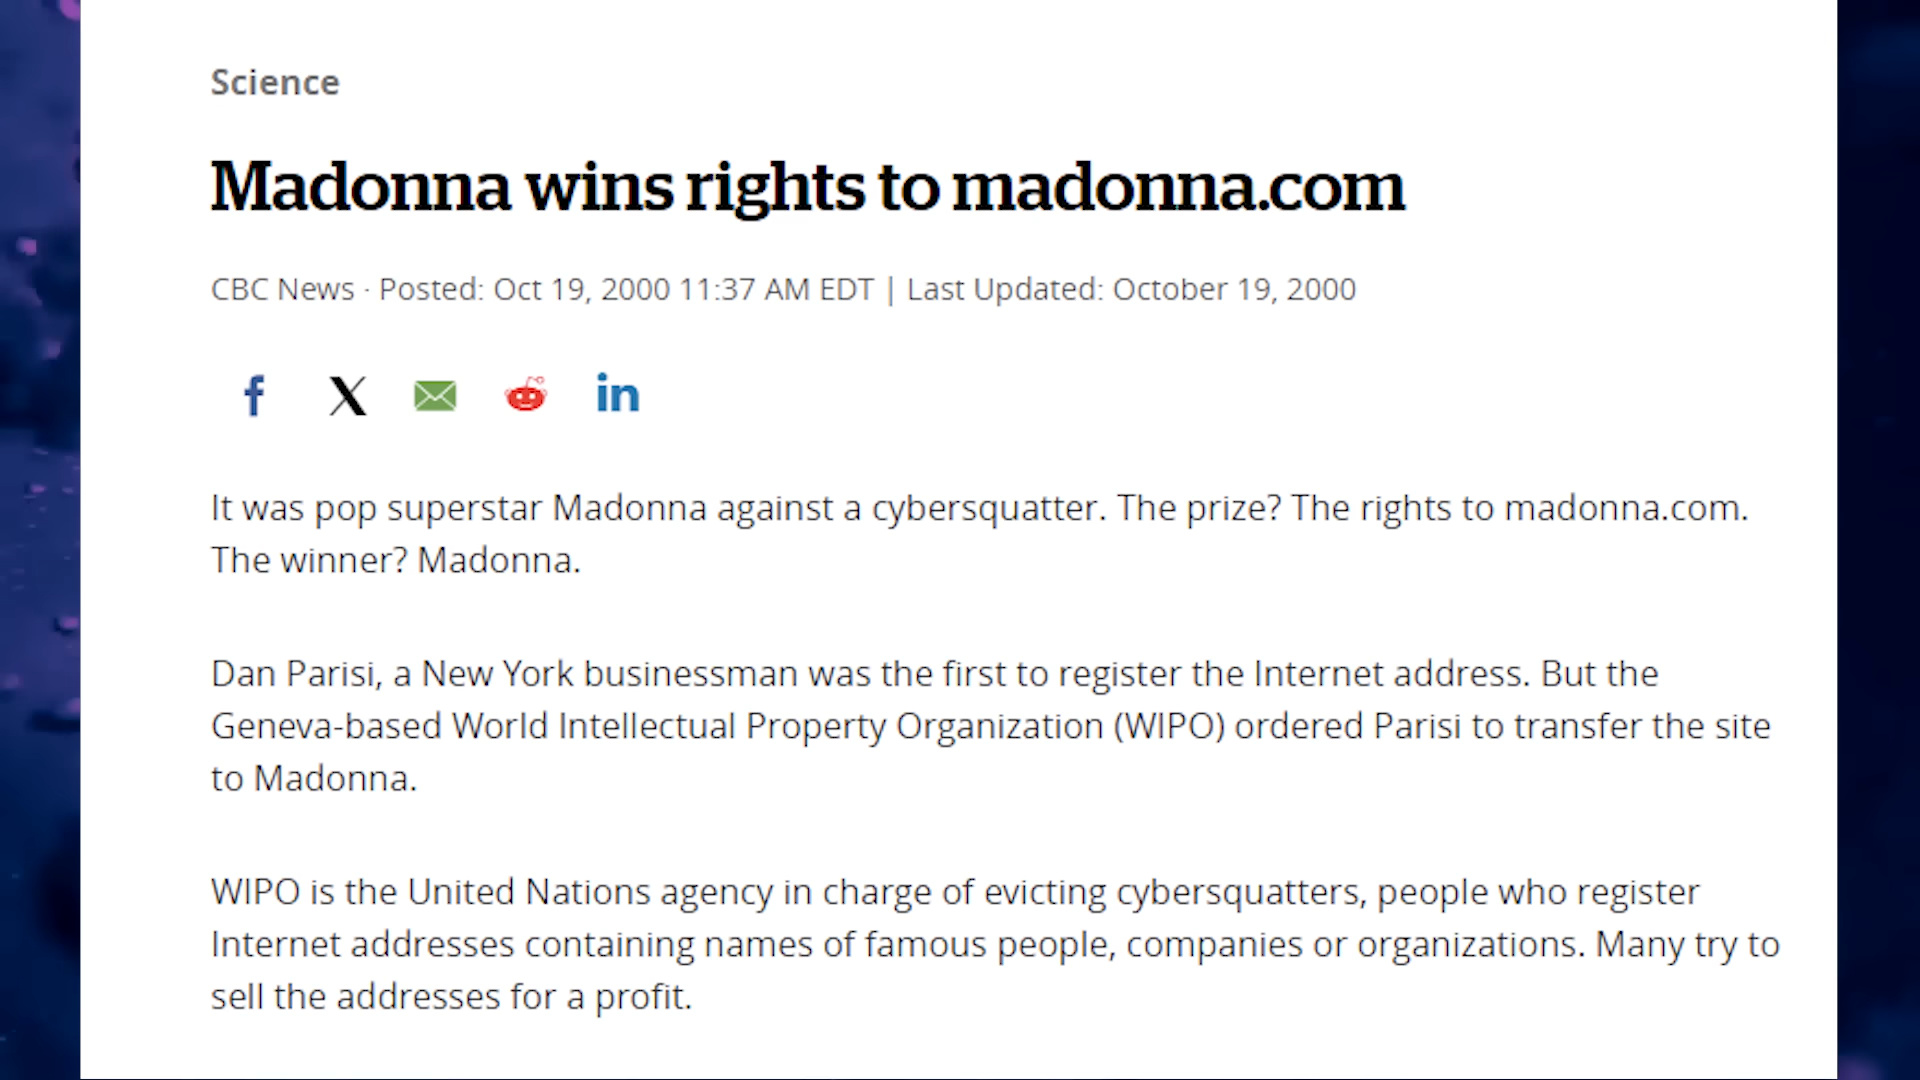 Science
Madonna wins rights to madonna.com
CBC News · Posted: Oct 19, 2000 11:37 AM EDT | Last Updated: October 19, 2000
It was pop superstar Madonna against a cybersquatter. The prize? The rights to madonna.com.
The winner? Madonna.
Dan Parisi, a New York businessman was the first to register the Internet address. But the
Geneva-based World Intellectual Property Organization (WIPO) ordered Parisi to transfer the site
to Madonna.
WIPO is the United Nations agency in charge of evicting cybersquatters, people who register
Internet addresses containing names of famous people, companies or organizations. Many try to
sell the addresses for a profit.